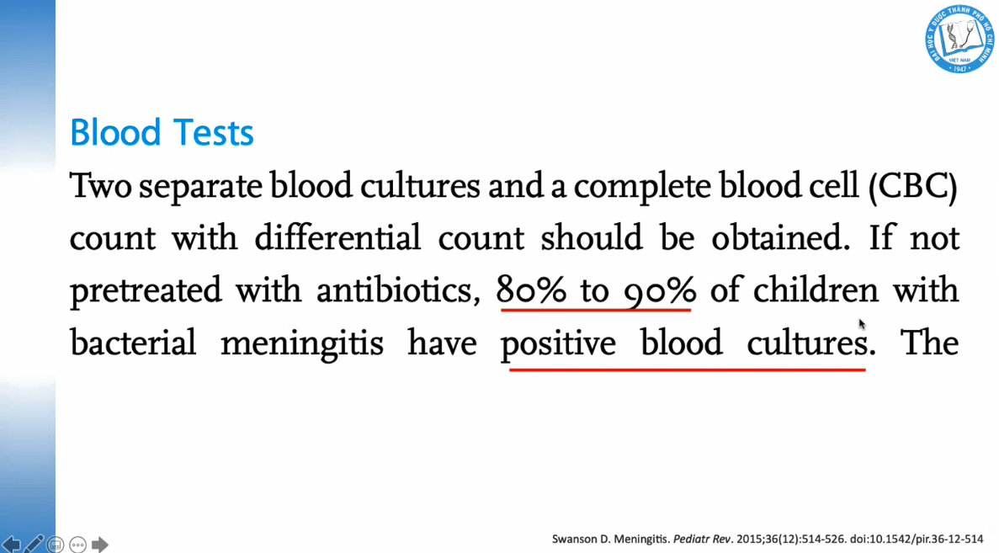 ĐẠI HỌC Y DƯỢC THÀNH PHỐ HỒ CHÍ MINH
VIỆT NAM
1947
Blood Tests
Two separate blood cultures and a complete blood cell (CBC)
count with differential count should be obtained. If not
pretreated with antibiotics, 80% to 90% of children with
bacterial meningitis have positive blood cultures. The
Swanson D. Meningitis. Pediatr Rev. 2015;36(12):514-526. doi:10.1542/pir.36-12-514